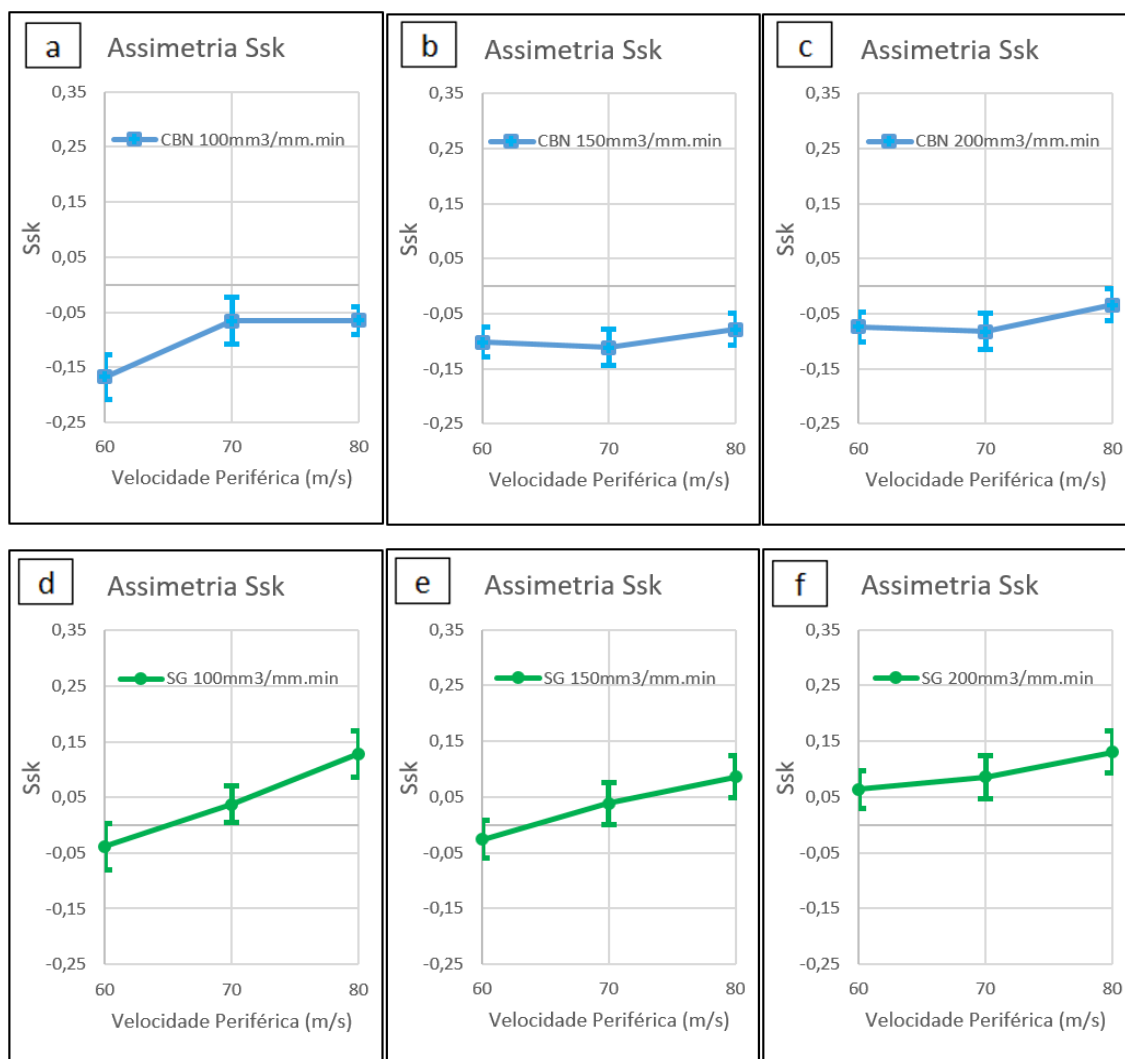 a
Assimetria Ssk
0,35
0,25
0,15
0,05
-0,05
-0,15
-0,25
Ssk
CBN 100mm3/mm.min
60 70 80
Velocidade Periférica (m/s)
b
Assimetria Ssk
0,35
0,25
0,15
0,05
-0,05
-0,15
-0,25
Ssk
CBN 150mm3/mm.min
60 70 80
Velocidade Periférica (m/s)
c
Assimetria Ssk
0,35
0,25
0,15
0,05
-0,05
-0,15
-0,25
Ssk
CBN 200mm3/mm.min
60 70 80
Velocidade Periférica (m/s)
d
Assimetria Ssk
0,35
0,25
0,15
0,05
-0,05
-0,15
-0,25
Ssk
SG 100mm3/mm.min
60 70 80
Velocidade Periférica (m/s)
e
Assimetria Ssk
0,35
0,25
0,15
0,05
-0,05
-0,15
-0,25
Ssk
SG 150mm3/mm.min
60 70 80
Velocidade Periférica (m/s)
f
Assimetria Ssk
0,35
0,25
0,15
0,05
-0,05
-0,15
-0,25
Ssk
SG 200mm3/mm.min
60 70 80
Velocidade Periférica (m/s)